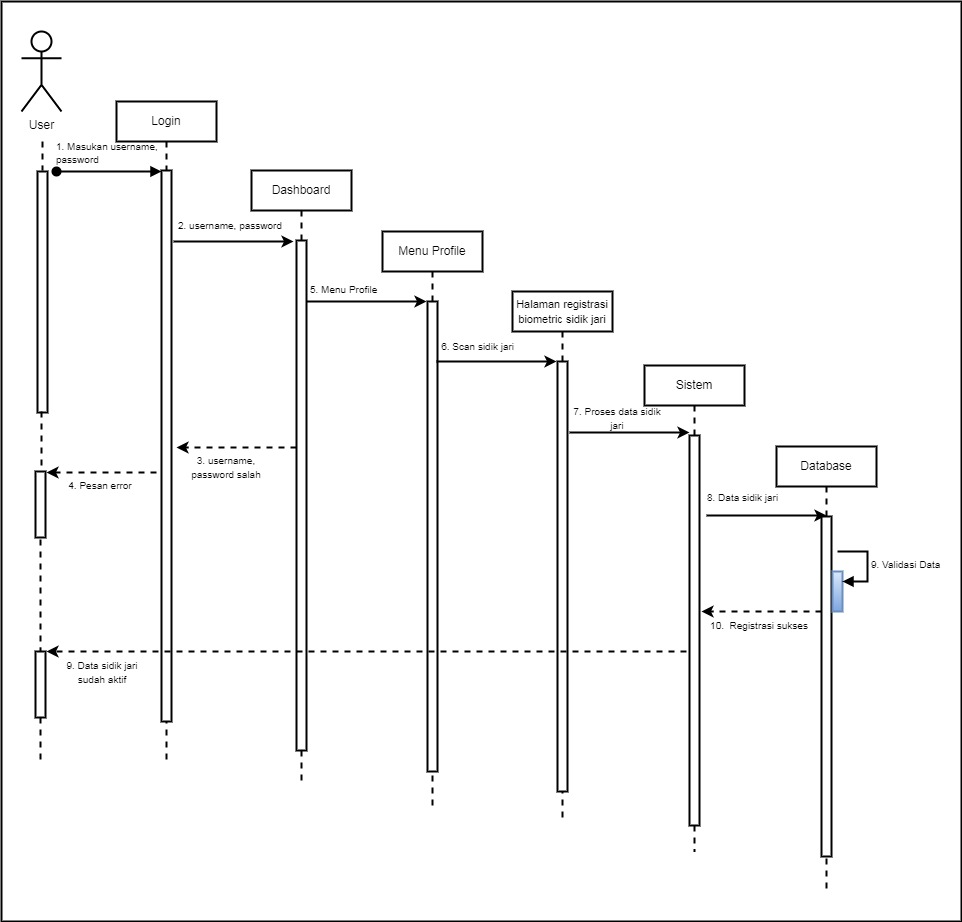 User
Login
1. Masukan username,
password
Dashboard
2. username, password
Menu Profile
5. Menu Profile
Halaman registrasi
biometric sidik jari
6. Scan sidik jari
Sistem
7. Proses data sidik
jari
3. username,
password salah
4. Pesan error
Database
8. Data sidik jari
9. Validasi Data
10. Registrasi sukses
9. Data sidik jari
sudah aktif